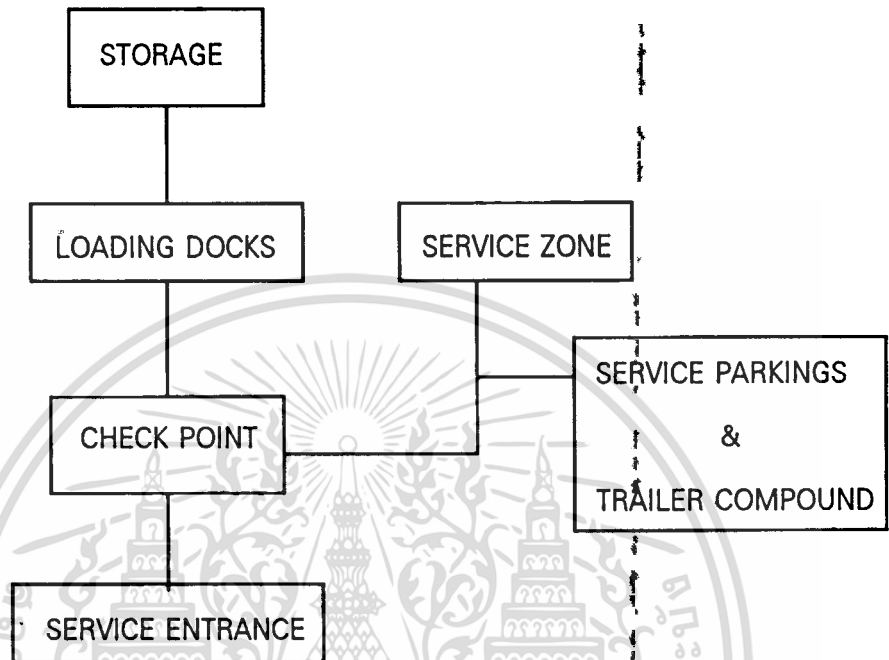 STORAGE
LOADING DOCKS
SERVICE ZONE
SERVICE PARKINGS
&
TRAILER COMPOUND
CHECK POINT
SERVICE ENTRANCE